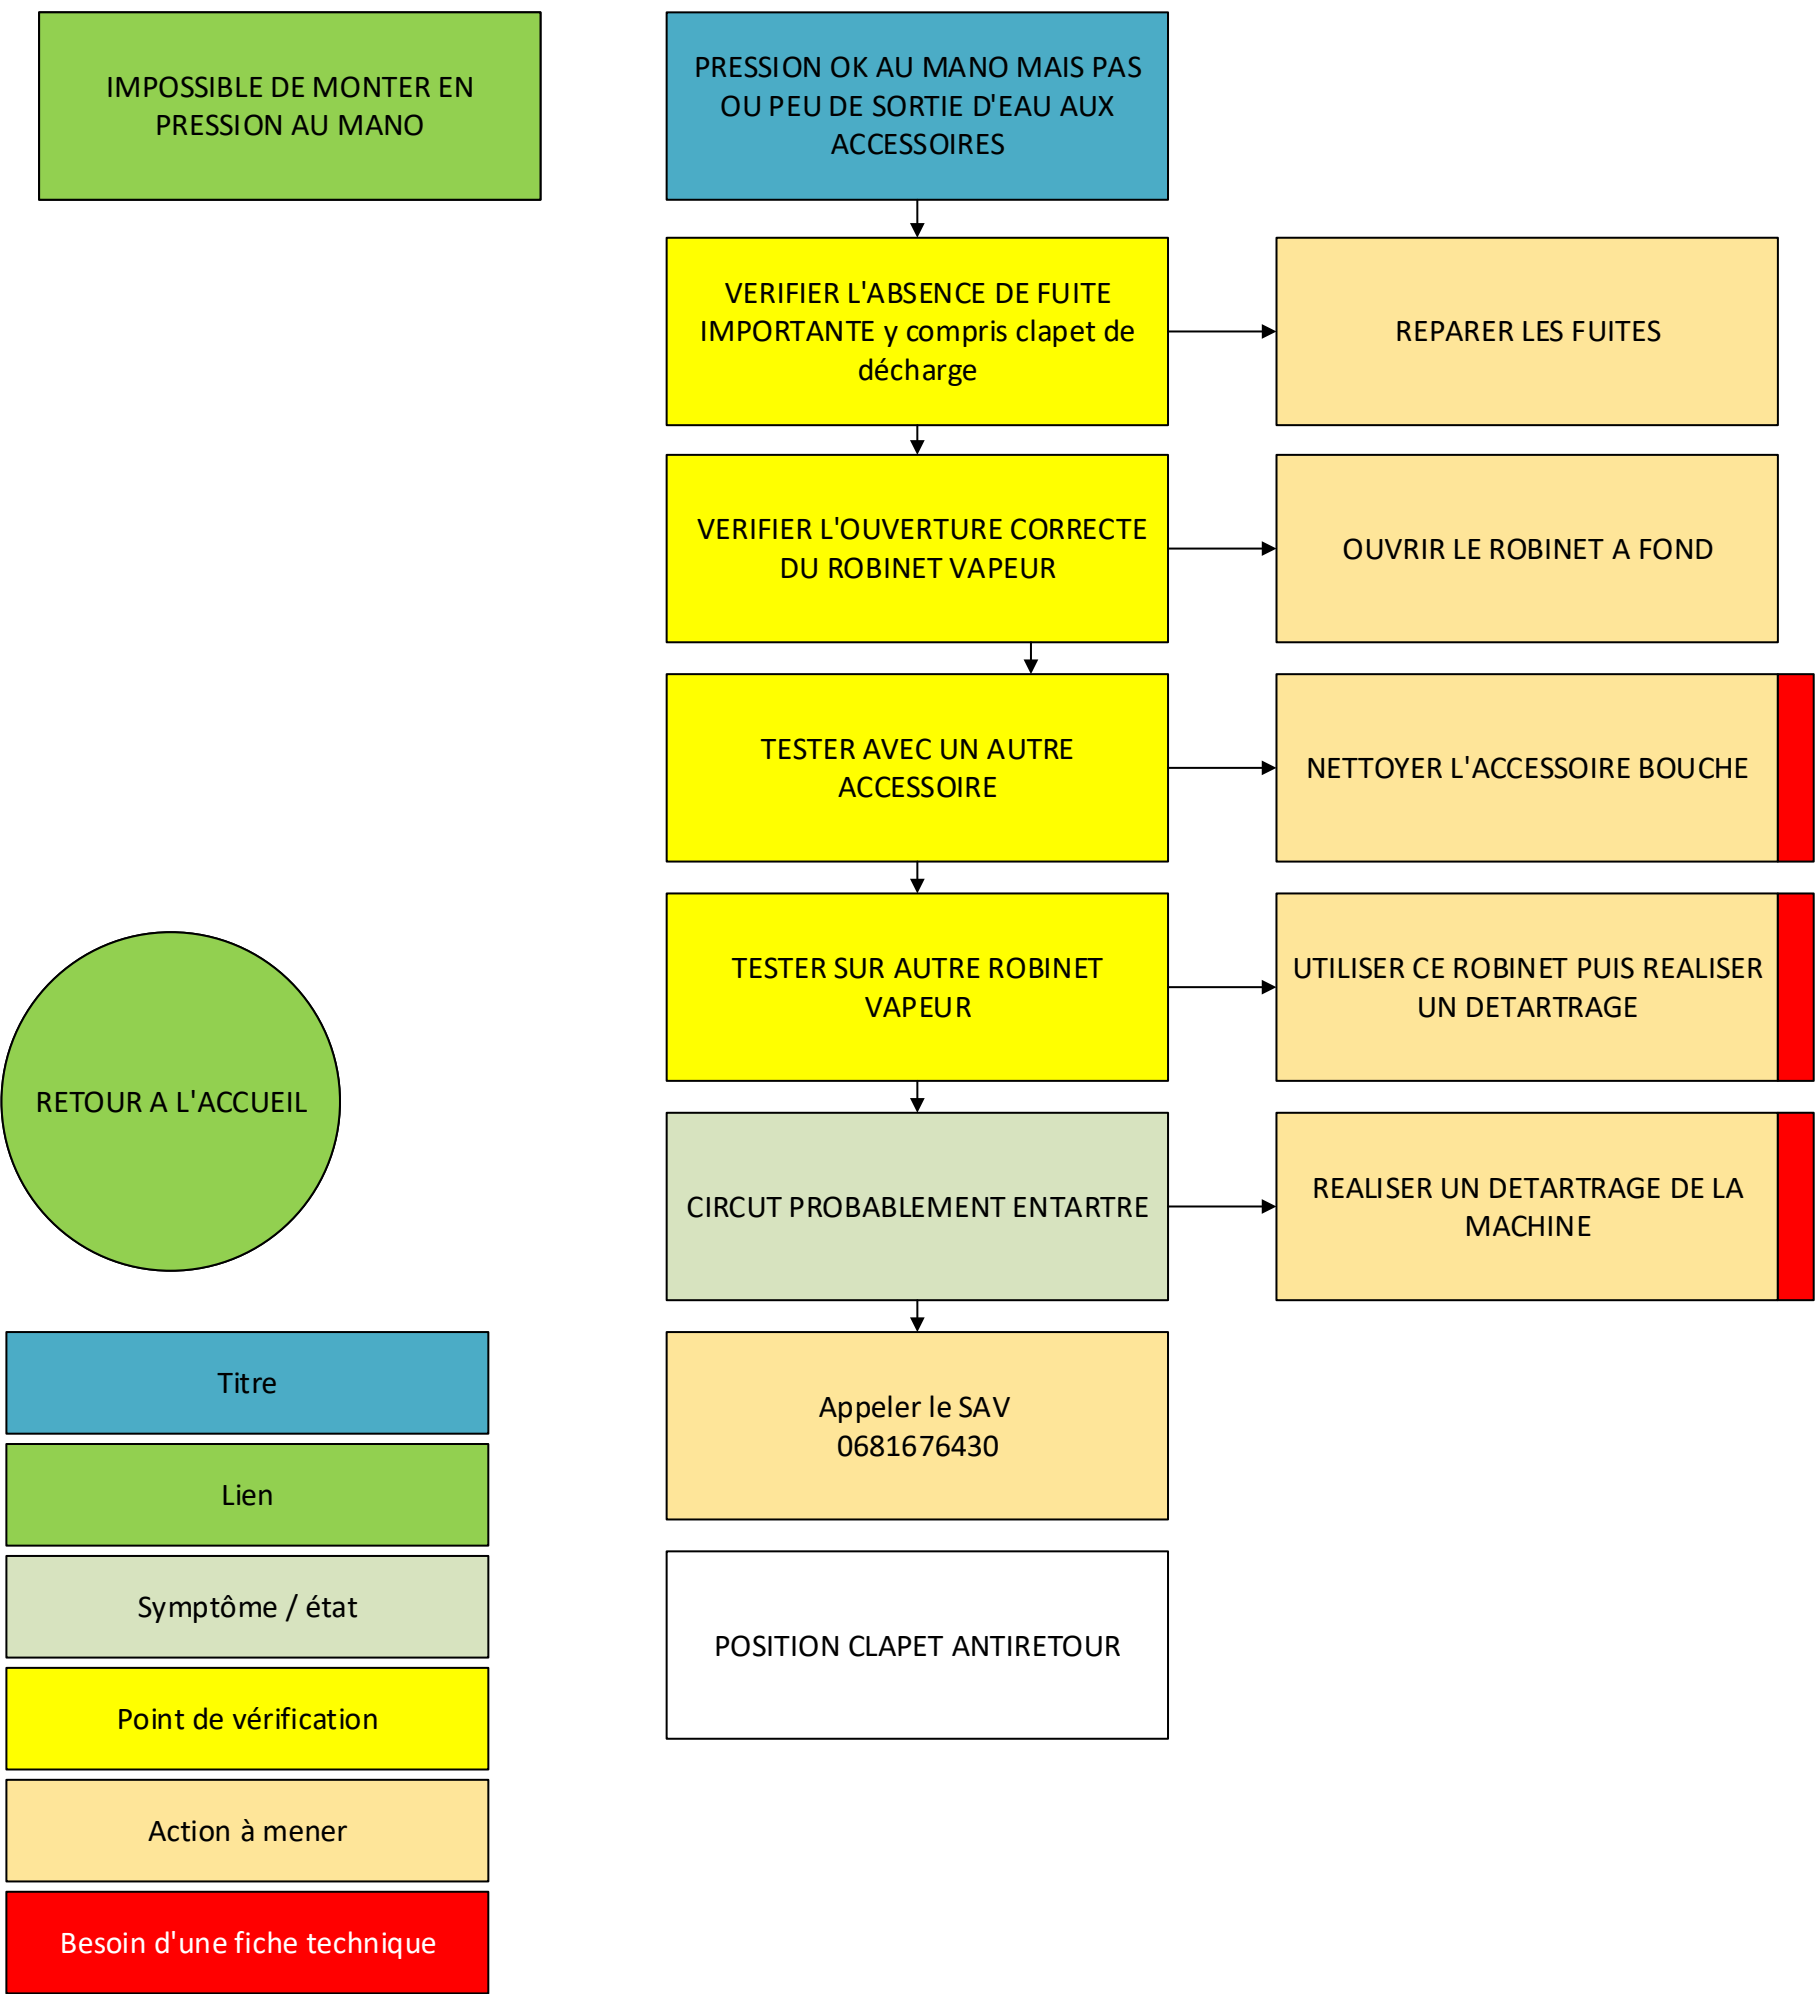 IMPOSSIBLE DE MONTER EN
PRESSION AU MANO
PRESSION OK AU MANO MAIS PAS
OU PEU DE SORTIE D'EAU AUX
ACCESSOIRES
VERIFIER L'ABSENCE DE FUITE
IMPORTANTE y compris clapet de
décharge
REPARER LES FUITES
VERIFIER L'OUVERTURE CORRECTE
DU ROBINET VAPEUR
OUVRIR LE ROBINET A FOND
TESTER AVEC UN AUTRE
ACCESSOIRE
NETTOYER L'ACCESSOIRE BOUCHE
TESTER SUR AUTRE ROBINET
VAPEUR
UTILISER CE ROBINET PUIS REALISER
UN DETARTRAGE
RETOUR A L'ACCUEIL
CIRCUT PROBABLEMENT ENTARTRE
REALISER UN DETARTRAGE DE LA
MACHINE
Appeler le SAV
0681676430
POSITION CLAPET ANTIRETOUR
Titre
Lien
Symptôme / état
Point de vérification
Action à mener
Besoin d'une fiche technique